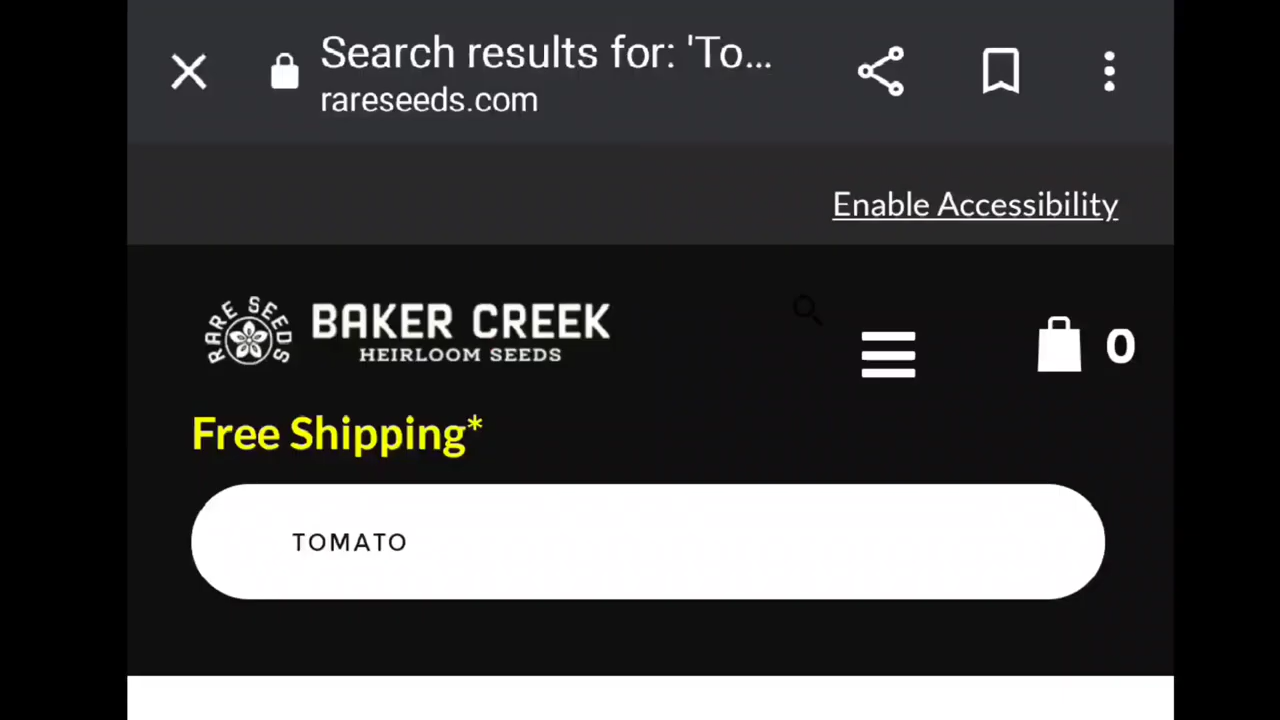 Search results for: 'To...
rareseeds.com
Enable Accessibility
RARE SEEDS
BAKER CREEK
HEIRLOOM SEEDS
0
Free Shipping*
TOMATO